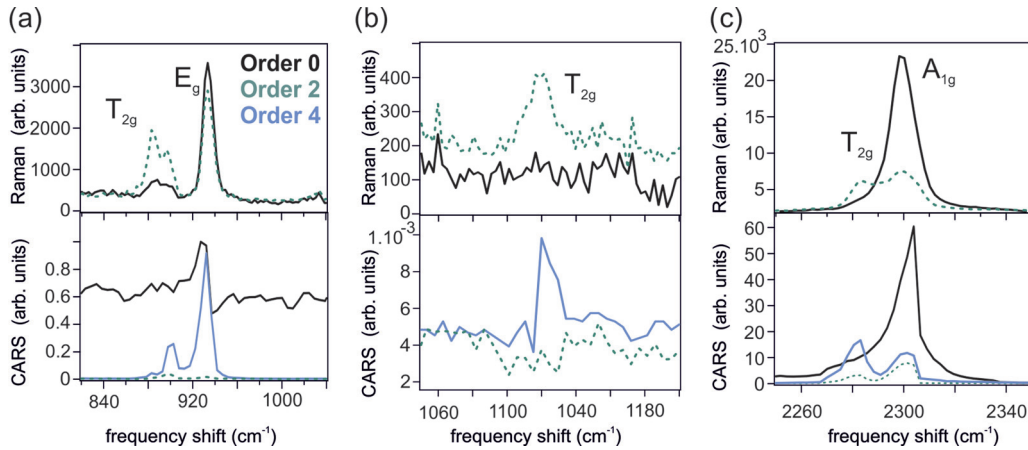 (a)
(b)
(c)
Raman (arb. units)
3000
2000
1000
0
T2g
Eg
Order 0
Order 2
Order 4
CARS (arb. units)
0.8
0.6
0.4
0.2
0
840
920
1000
frequency shift (cm-1)
Raman (arb. units)
400
300
200
100
0
T2g
CARS (arb. units)
1.10-3
8
6
4
2
1060
1100
1040
1180
frequency shift (cm-1)
Raman (arb. units)
25.103
20
15
10
5
A1g
T2g
CARS (arb. units)
60
50
40
30
20
10
0
2260
2300
2340
frequency shift (cm-1)